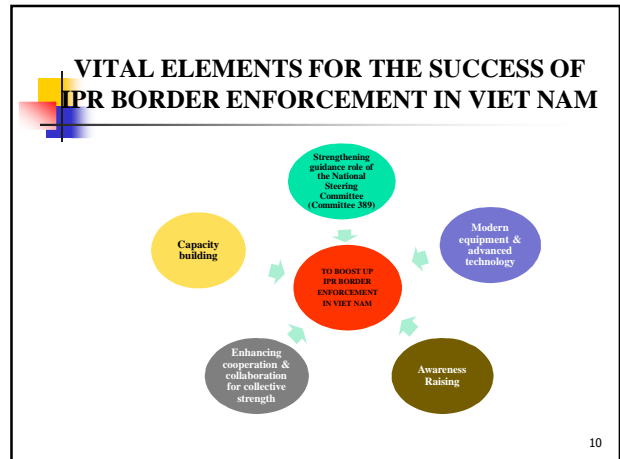 VITAL ELEMENTS FOR THE SUCCESS OF
IPR BORDER ENFORCEMENT IN VIET NAM
Strengthening
guidance role of
the National
Steering
Committee
(Committee 389)
Capacity
building
Modern
equipment &
advanced
technology
TO BOOST UP
IPR BORDER
ENFORCEMENT
IN VIET NAM
Enhancing
cooperation &
collaboration
for collective
strength
Awareness
Raising
10